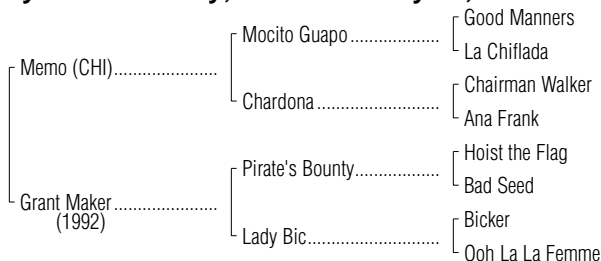 Good Manners
Mocito Guapo....................
La Chiflada
Memo (CHI).......................
Chairman Walker
Chardona...........................
Ana Frank
Hoist the Flag
Pirate's Bounty...................
Bad Seed
Grant Maker.......................
(1992)
Bicker
Lady Bic.............................
Ooh La La Femme